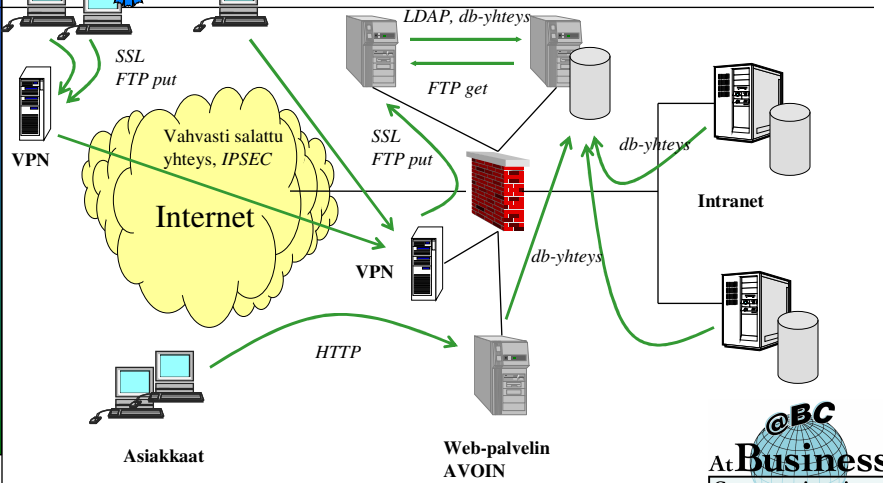 LDAP, db-yhteys
SSL
FTP put
FTP get
Vahvasti salattu
yhteys, IPSEC
SSL
FTP put
db-yhteys
VPN
Internet
Intranet
VPN
db-yhteys
HTTP
@BC
Asiakkaat
Web-palvelin
AVOIN
At Business